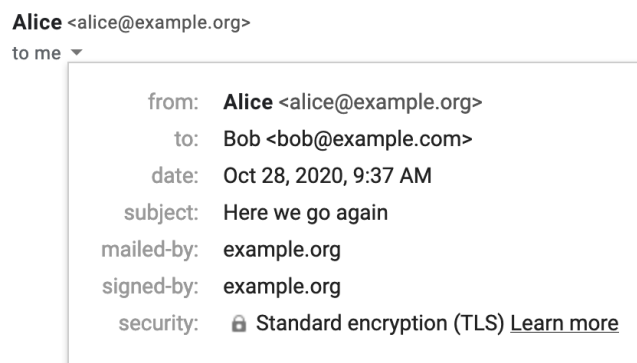 Alice <alice@example.org>
to me
from: Alice <alice@example.org>
to: Bob <bob@example.com>
date: Oct 28, 2020, 9:37 AM
subject: Here we go again
mailed-by: example.org
signed-by: example.org
security: Standard encryption (TLS) Learn more